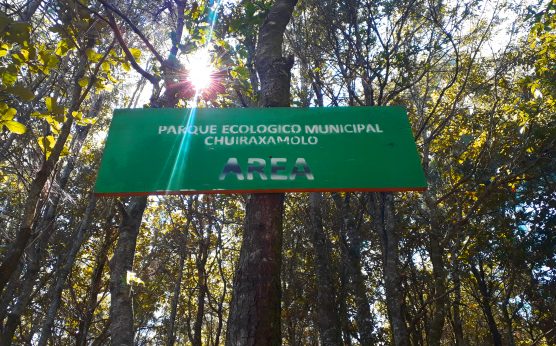 PARQUE ECOLOGICO MUNICIPAL
CHUIRAXAMOLO
AREA